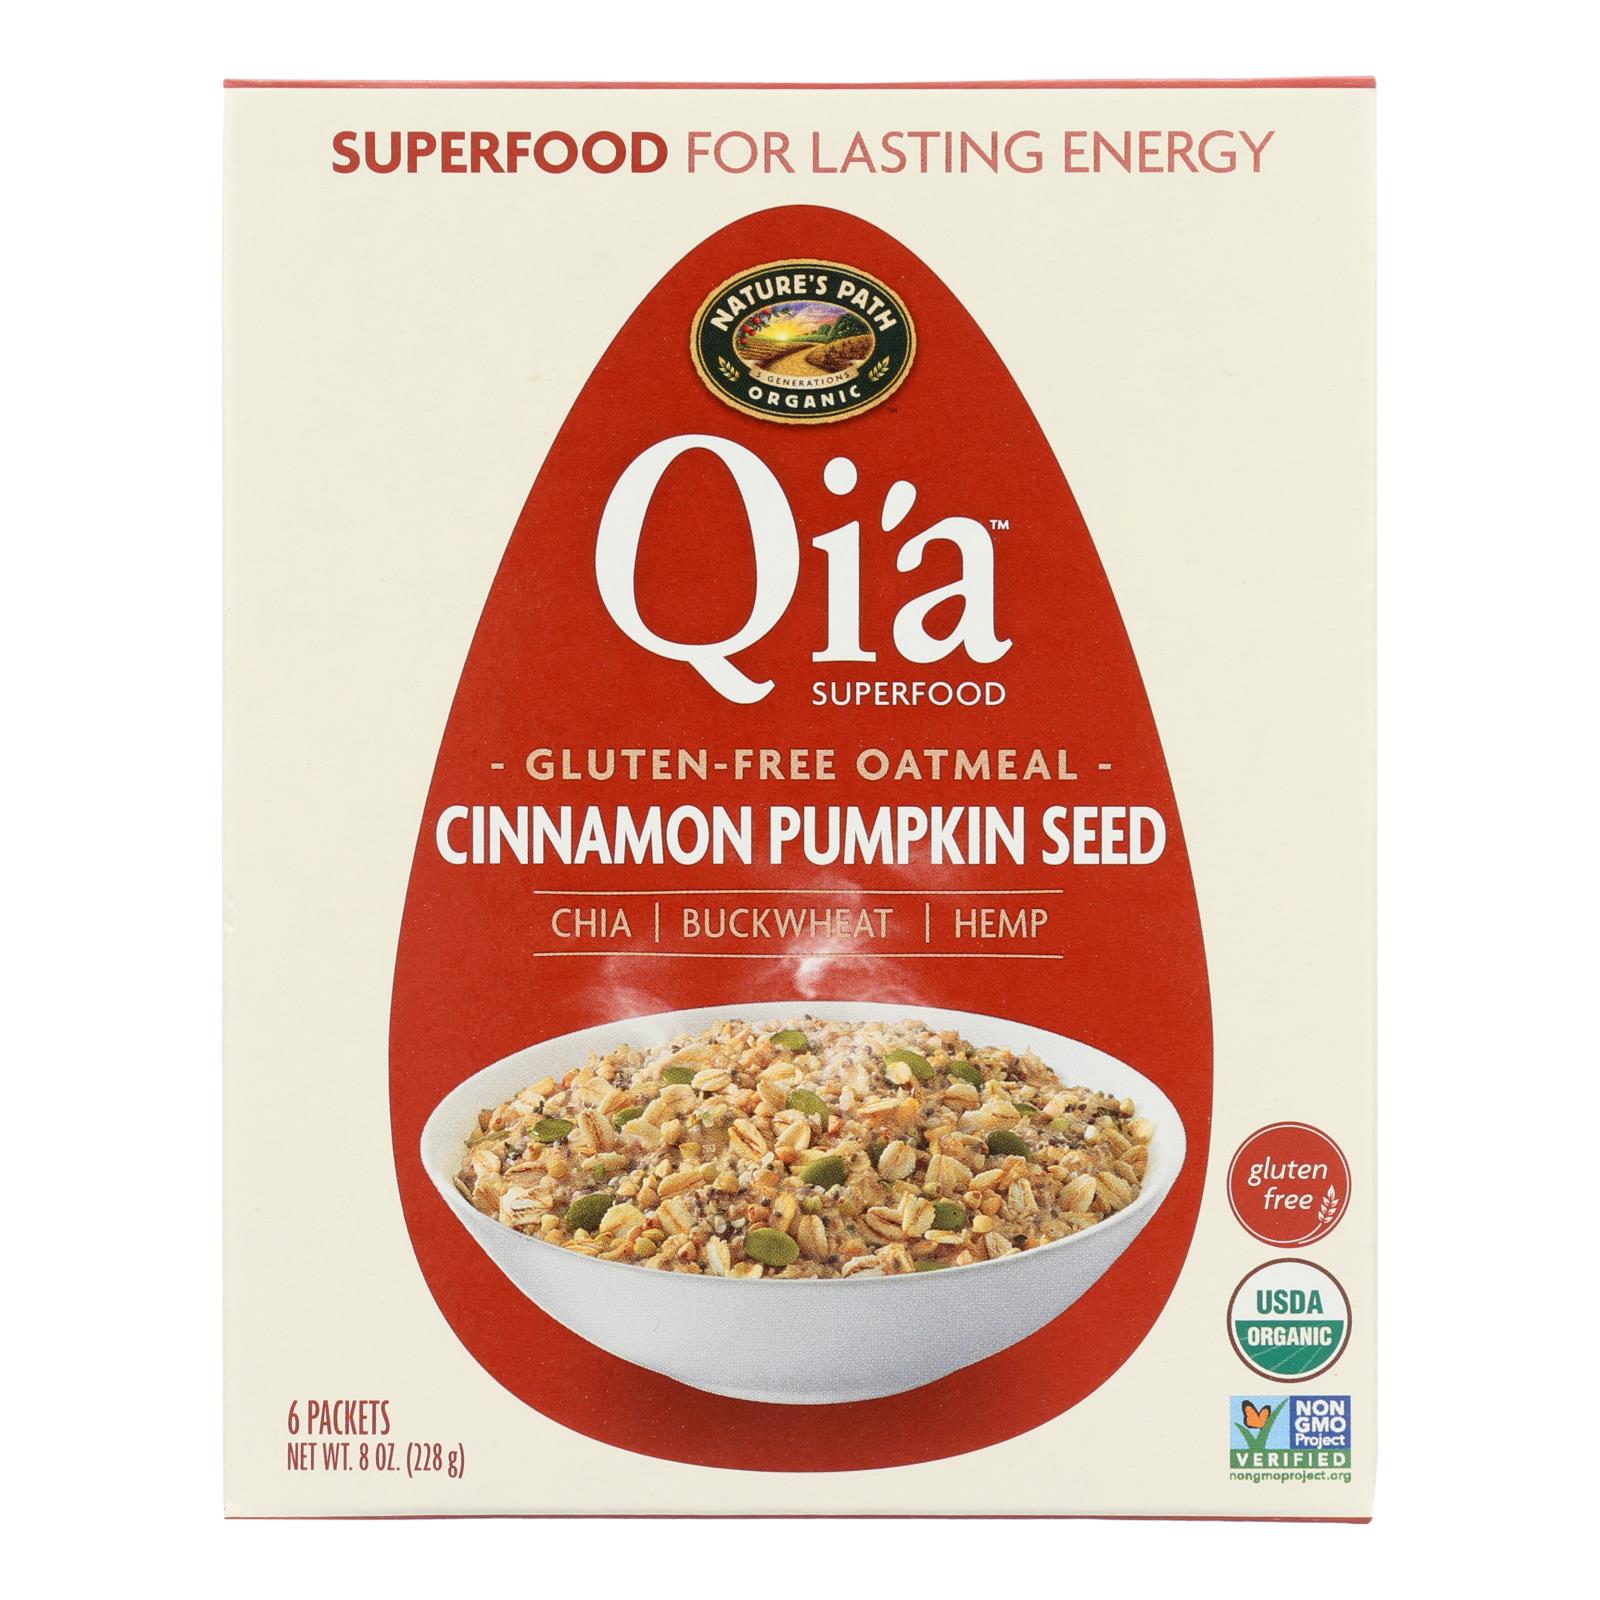 SUPERFOOD FOR LASTING ENERGY
NATURE'S PATH
3 GENERATIONS
ORGANIC
™
Qi'a™
SUPERFOOD
- GLUTEN-FREE OATMEAL -
CINNAMON PUMPKIN SEED
CHIA | BUCKWHEAT | HEMP
gluten
free
USDA
ORGANIC
NON
GMO
Project
VERIFIED
nongmoproject.org
6 PACKETS
NET WT. 8 OZ. (228 g)